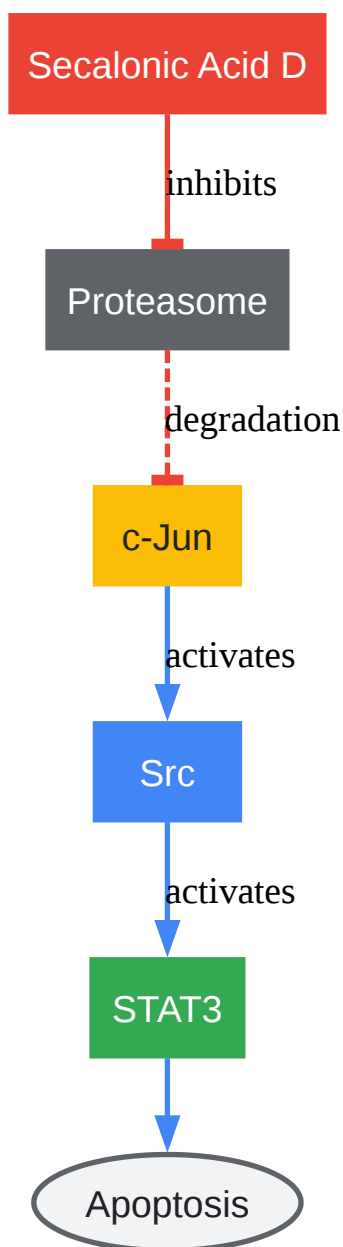 Secalonic Acid D
inhibits
Proteasome
degradation
c-Jun
activates
Src
activates
STAT3
Apoptosis